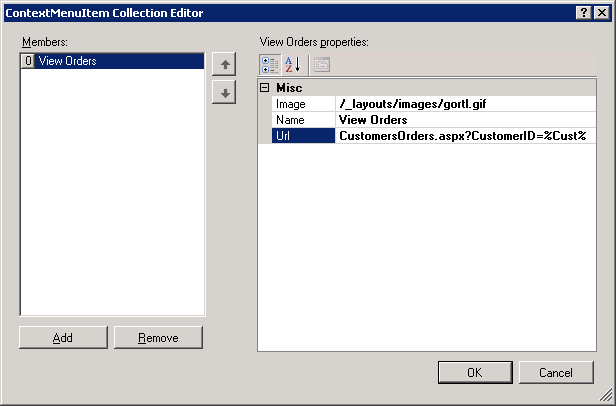 ContextMenuItem Collection Editor
Members:
View Orders properties:
0 View Orders
Misc
Image /_layouts/images/gortl.gif
Name View Orders
Url CustomersOrders.aspx?CustomerID=%Cust%
Add Remove
OK Cancel